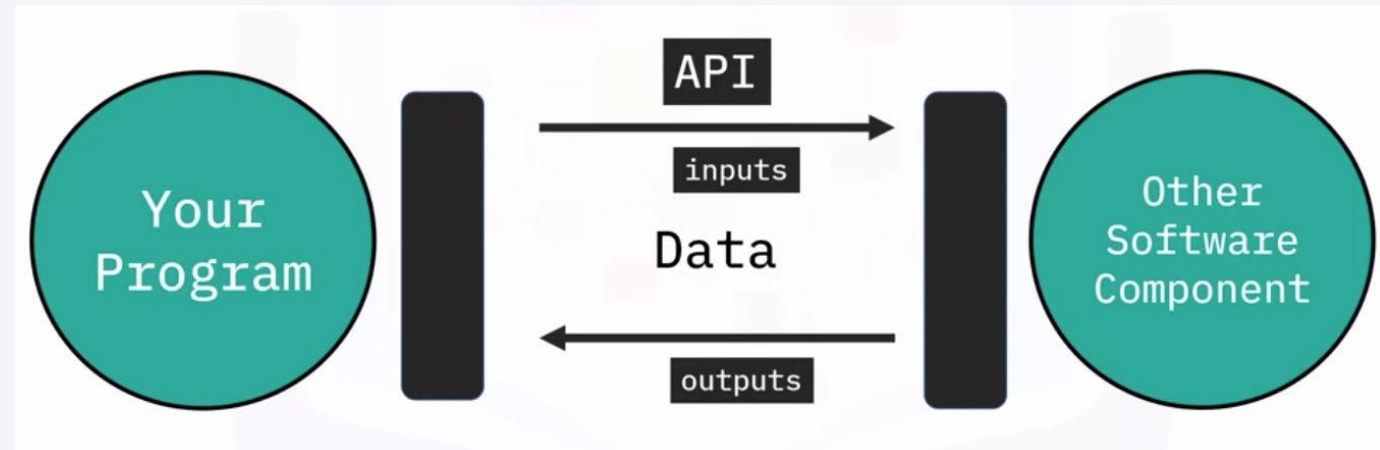 API
inputs
Your
Program
Data
Other
Software
Component
outputs